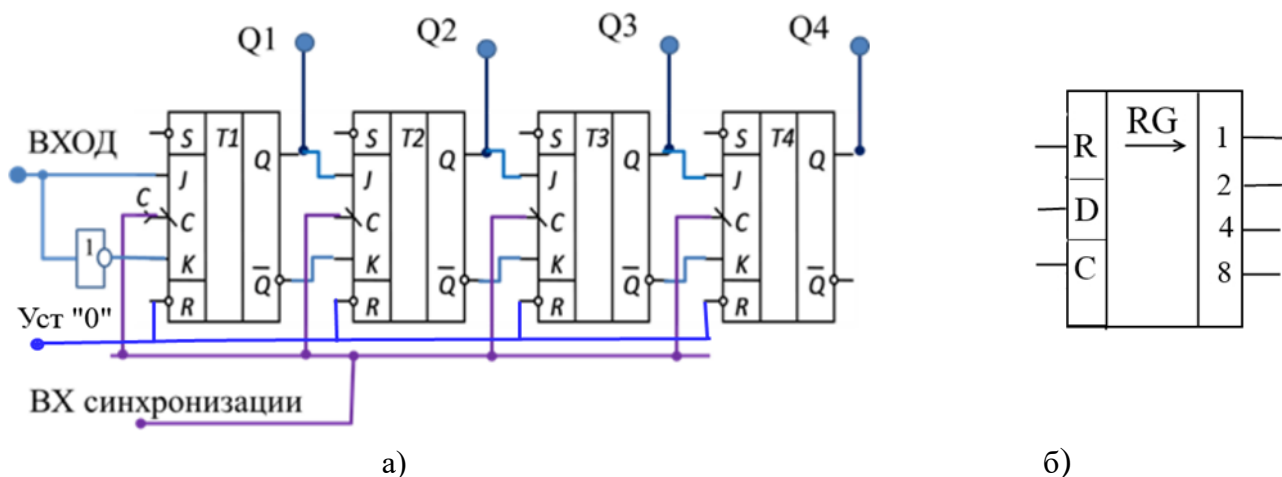 Q1 Q2 Q3 Q4
ВХОД
S T1 Q
J
C
C
K Q
R
S T2 Q
J
C
K Q
R
S T3 Q
J
C
K Q
R
S T4 Q
J
C
K Q
R
1
Уст "0"
ВХ синхронизации
а)
R RG 1
D 2
C 4
8
б)